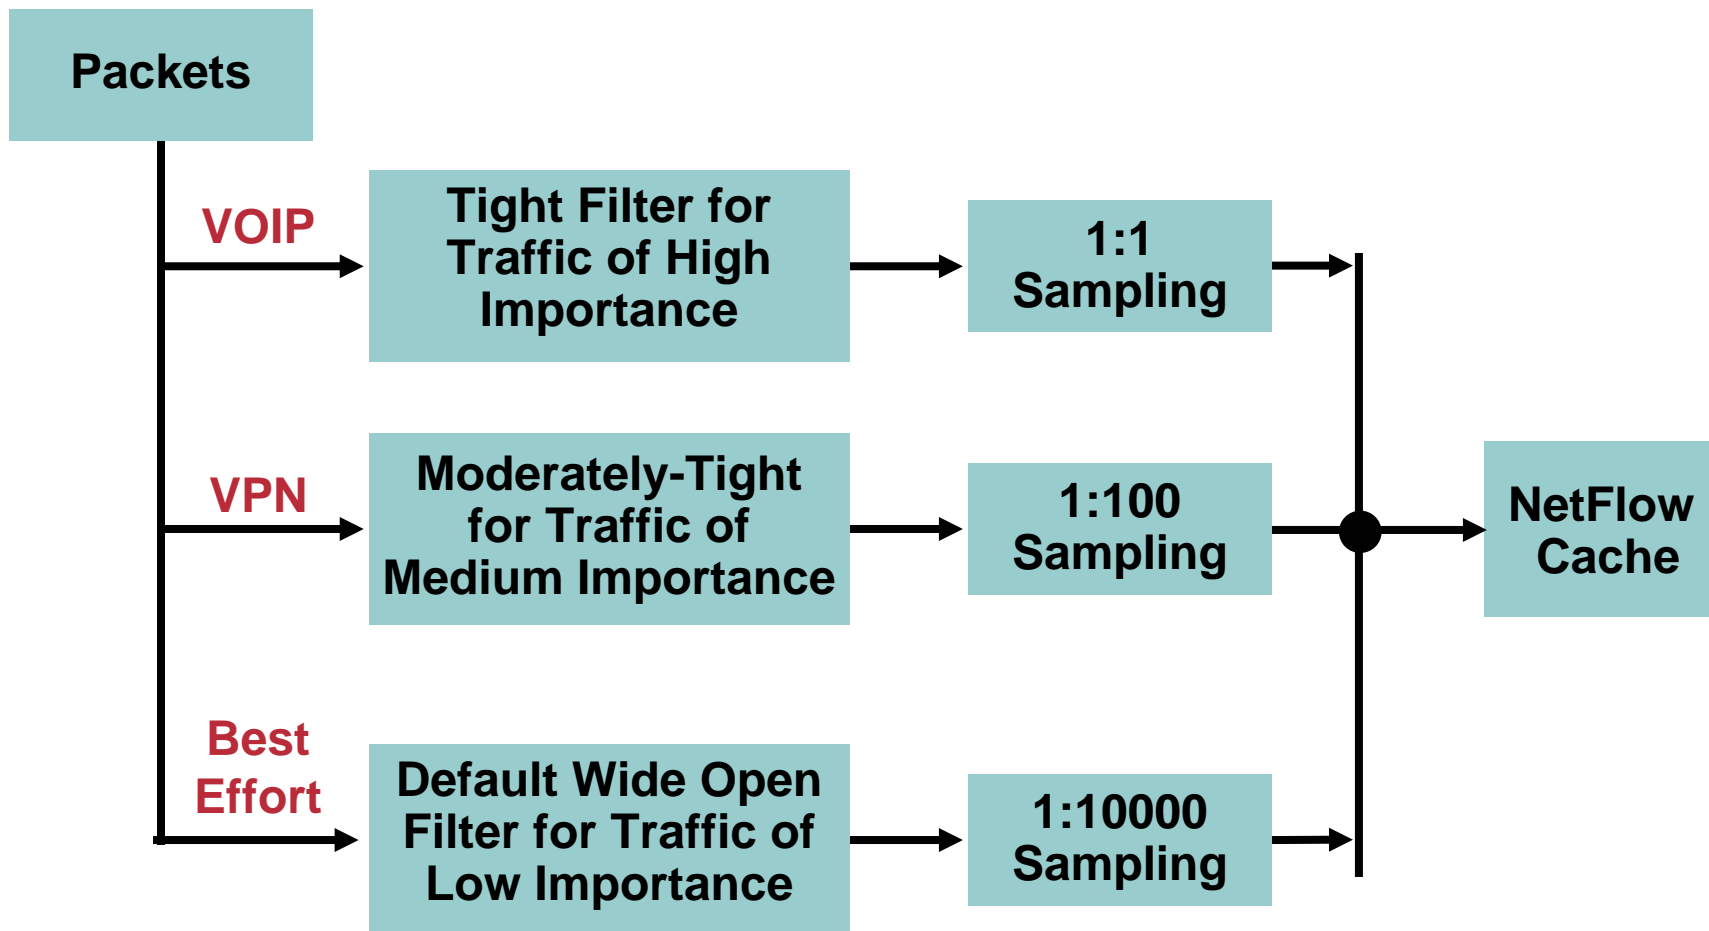 Packets
VOIP
Tight Filter for
Traffic of High
Importance
1:1
Sampling
VPN
Moderately-Tight
for Traffic of
Medium Importance
1:100
Sampling
NetFlow
Cache
Best
Effort
Default Wide Open
Filter for Traffic of
Low Importance
1:10000
Sampling